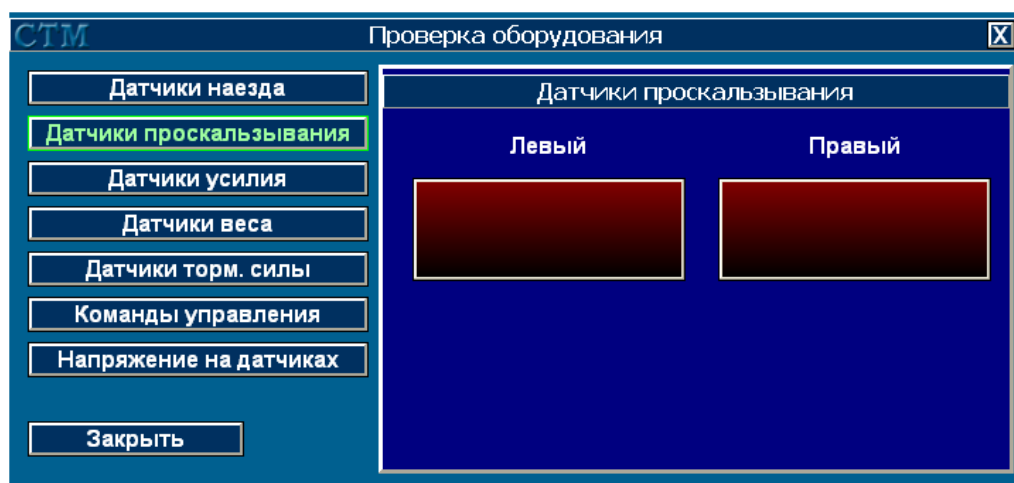 СТМ Проверка оборудования X
Датчики наезда
Датчики проскальзывания
Датчики усилия
Датчики веса
Датчики торм. силы
Команды управления
Напряжение на датчиках
Закрыть
Датчики проскальзывания
Левый Правый